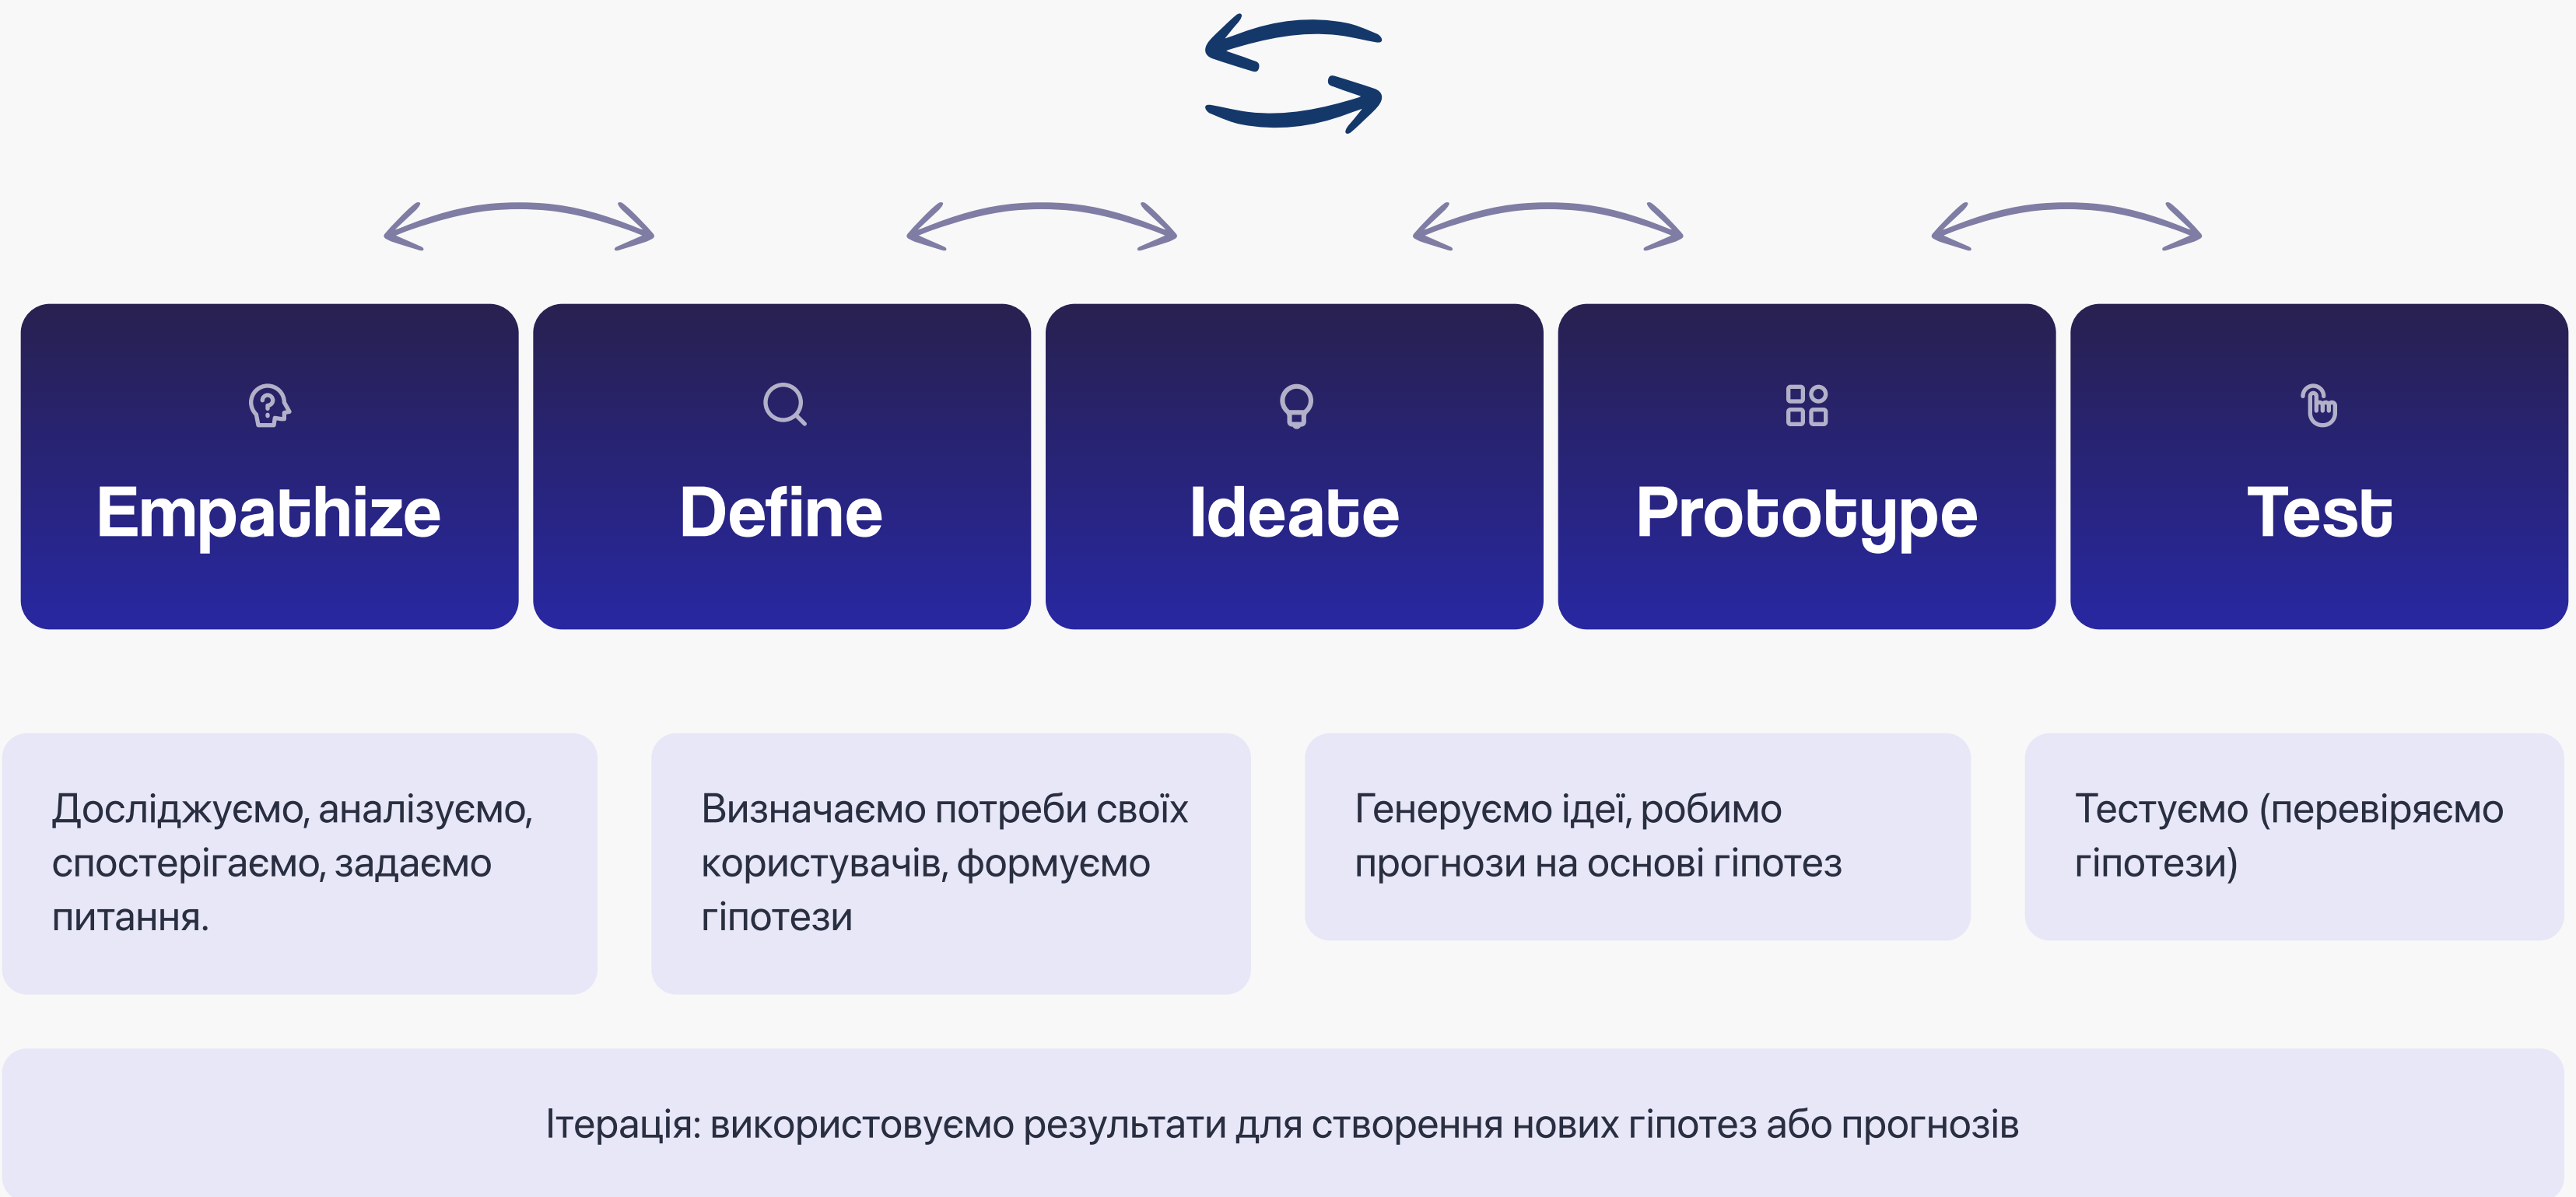 Empathize
Define
Ideate
Prototype
Test
Досліджуємо, аналізуємо,
спостерігаємо, задаємо
питання.
Визначаємо потреби своїх
користувачів, формуємо
гіпотези
Генеруємо ідеї, робимо
прогнози на основі гіпотез
Тестуємо (перевіряємо
гіпотези)
Ітерація: використовуємо результати для створення нових гіпотез або прогнозів